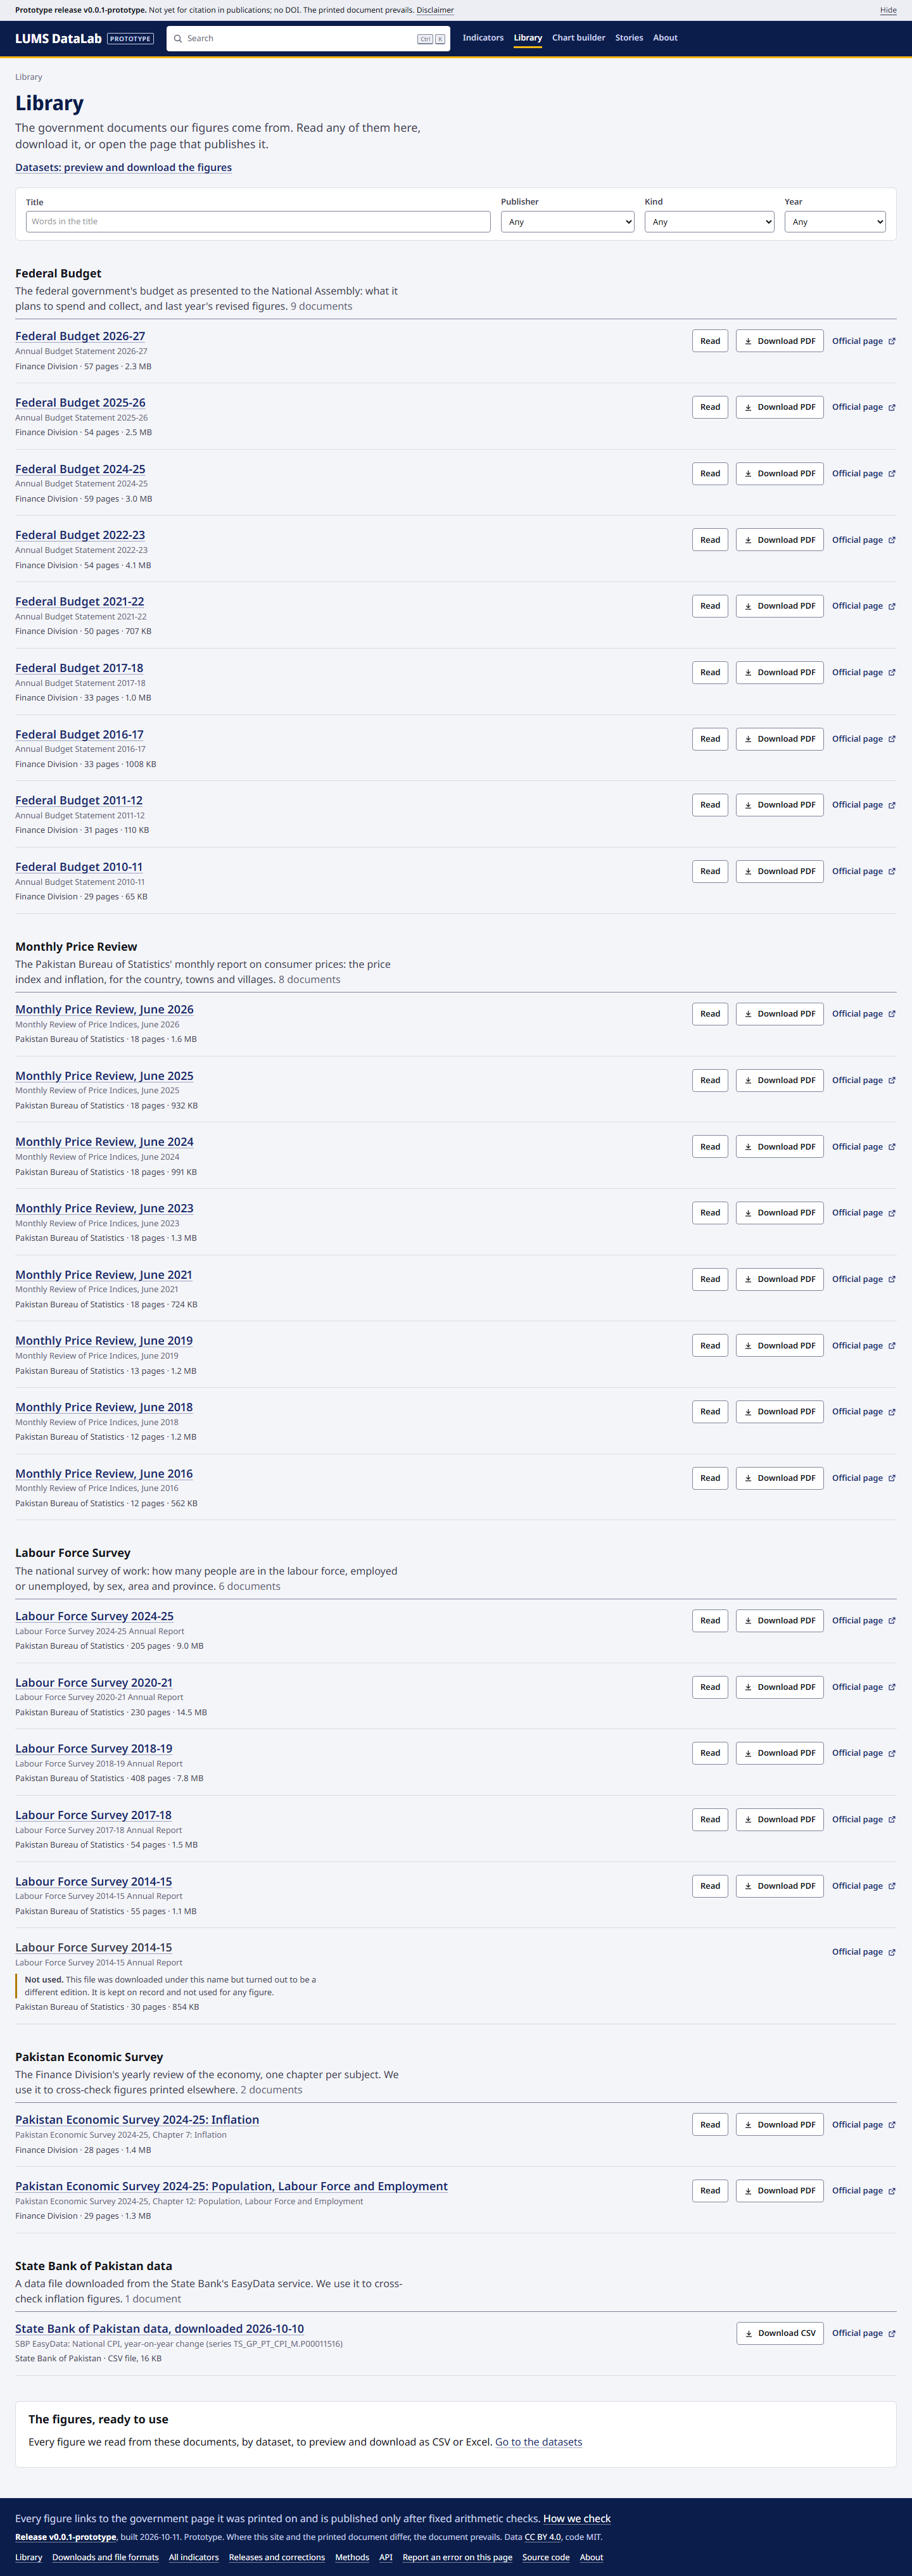 Prototype release v0.0.1-prototype. Not yet for citation in publications; no DOI. The printed document prevails. Disclaimer Hide
LUMS DataLab PROTOTYPE Search Ctrl K Indicators Library Chart builder Stories About
Library
Library
The government documents our figures come from. Read any of them here,
download it, or open the page that publishes it.
Datasets: preview and download the figures
Title Publisher Kind Year
Words in the title Any Any Any
Federal Budget
The federal government's budget as presented to the National Assembly: what it
plans to spend and collect, and last year's revised figures. 9 documents
Federal Budget 2026-27 Read Download PDF Official page
Annual Budget Statement 2026-27
Finance Division · 57 pages · 2.3 MB
Federal Budget 2025-26 Read Download PDF Official page
Annual Budget Statement 2025-26
Finance Division · 54 pages · 2.5 MB
Federal Budget 2024-25 Read Download PDF Official page
Annual Budget Statement 2024-25
Finance Division · 59 pages · 3.0 MB
Federal Budget 2022-23 Read Download PDF Official page
Annual Budget Statement 2022-23
Finance Division · 54 pages · 4.1 MB
Federal Budget 2021-22 Read Download PDF Official page
Annual Budget Statement 2021-22
Finance Division · 50 pages · 707 KB
Federal Budget 2017-18 Read Download PDF Official page
Annual Budget Statement 2017-18
Finance Division · 33 pages · 1.0 MB
Federal Budget 2016-17 Read Download PDF Official page
Annual Budget Statement 2016-17
Finance Division · 33 pages · 1008 KB
Federal Budget 2011-12 Read Download PDF Official page
Annual Budget Statement 2011-12
Finance Division · 31 pages · 110 KB
Federal Budget 2010-11 Read Download PDF Official page
Annual Budget Statement 2010-11
Finance Division · 29 pages · 65 KB
Monthly Price Review
The Pakistan Bureau of Statistics' monthly report on consumer prices: the price
index and inflation, for the country, towns and villages. 8 documents
Monthly Price Review, June 2026 Read Download PDF Official page
Monthly Review of Price Indices, June 2026
Pakistan Bureau of Statistics · 18 pages · 1.6 MB
Monthly Price Review, June 2025 Read Download PDF Official page
Monthly Review of Price Indices, June 2025
Pakistan Bureau of Statistics · 18 pages · 932 KB
Monthly Price Review, June 2024 Read Download PDF Official page
Monthly Review of Price Indices, June 2024
Pakistan Bureau of Statistics · 18 pages · 991 KB
Monthly Price Review, June 2023 Read Download PDF Official page
Monthly Review of Price Indices, June 2023
Pakistan Bureau of Statistics · 18 pages · 1.3 MB
Monthly Price Review, June 2021 Read Download PDF Official page
Monthly Review of Price Indices, June 2021
Pakistan Bureau of Statistics · 18 pages · 724 KB
Monthly Price Review, June 2019 Read Download PDF Official page
Monthly Review of Price Indices, June 2019
Pakistan Bureau of Statistics · 13 pages · 1.2 MB
Monthly Price Review, June 2018 Read Download PDF Official page
Monthly Review of Price Indices, June 2018
Pakistan Bureau of Statistics · 12 pages · 1.2 MB
Monthly Price Review, June 2016 Read Download PDF Official page
Monthly Review of Price Indices, June 2016
Pakistan Bureau of Statistics · 12 pages · 562 KB
Labour Force Survey
The national survey of work: how many people are in the labour force, employed
or unemployed, by sex, area and province. 6 documents
Labour Force Survey 2024-25 Read Download PDF Official page
Labour Force Survey 2024-25 Annual Report
Pakistan Bureau of Statistics · 205 pages · 9.0 MB
Labour Force Survey 2020-21 Read Download PDF Official page
Labour Force Survey 2020-21 Annual Report
Pakistan Bureau of Statistics · 230 pages · 14.5 MB
Labour Force Survey 2018-19 Read Download PDF Official page
Labour Force Survey 2018-19 Annual Report
Pakistan Bureau of Statistics · 408 pages · 7.8 MB
Labour Force Survey 2017-18 Read Download PDF Official page
Labour Force Survey 2017-18 Annual Report
Pakistan Bureau of Statistics · 54 pages · 1.5 MB
Labour Force Survey 2014-15 Read Download PDF Official page
Labour Force Survey 2014-15 Annual Report
Pakistan Bureau of Statistics · 55 pages · 1.1 MB
Labour Force Survey 2014-15 Official page
Labour Force Survey 2014-15 Annual Report
Not used. This file was downloaded under this name but turned out to be a
different edition. It is kept on record and not used for any figure.
Pakistan Bureau of Statistics · 30 pages · 854 KB
Pakistan Economic Survey
The Finance Division's yearly review of the economy, one chapter per subject. We
use it to cross-check figures printed elsewhere. 2 documents
Pakistan Economic Survey 2024-25: Inflation Read Download PDF Official page
Pakistan Economic Survey 2024-25, Chapter 7: Inflation
Finance Division · 28 pages · 1.4 MB
Pakistan Economic Survey 2024-25: Population, Labour Force and Employment Read Download PDF Official page
Pakistan Economic Survey 2024-25, Chapter 12: Population, Labour Force and Employment
Finance Division · 29 pages · 1.3 MB
State Bank of Pakistan data
A data file downloaded from the State Bank's EasyData service. We use it to cross-
check inflation figures. 1 document
State Bank of Pakistan data, downloaded 2026-10-10 Download CSV Official page
SBP EasyData: National CPI, year-on-year change (series TS_GP_PT_CPI_M.P00011516)
State Bank of Pakistan · CSV file, 16 KB
The figures, ready to use
Every figure we read from these documents, by dataset, to preview and download as CSV or Excel. Go to the datasets
Every figure links to the government page it was printed on and is published only after fixed arithmetic checks. How we check
Release v0.0.1-prototype, built 2026-10-11. Prototype. Where this site and the printed document differ, the document prevails. Data CC BY 4.0, code MIT.
Library Downloads and file formats All indicators Releases and corrections Methods API Report an error on this page Source code About